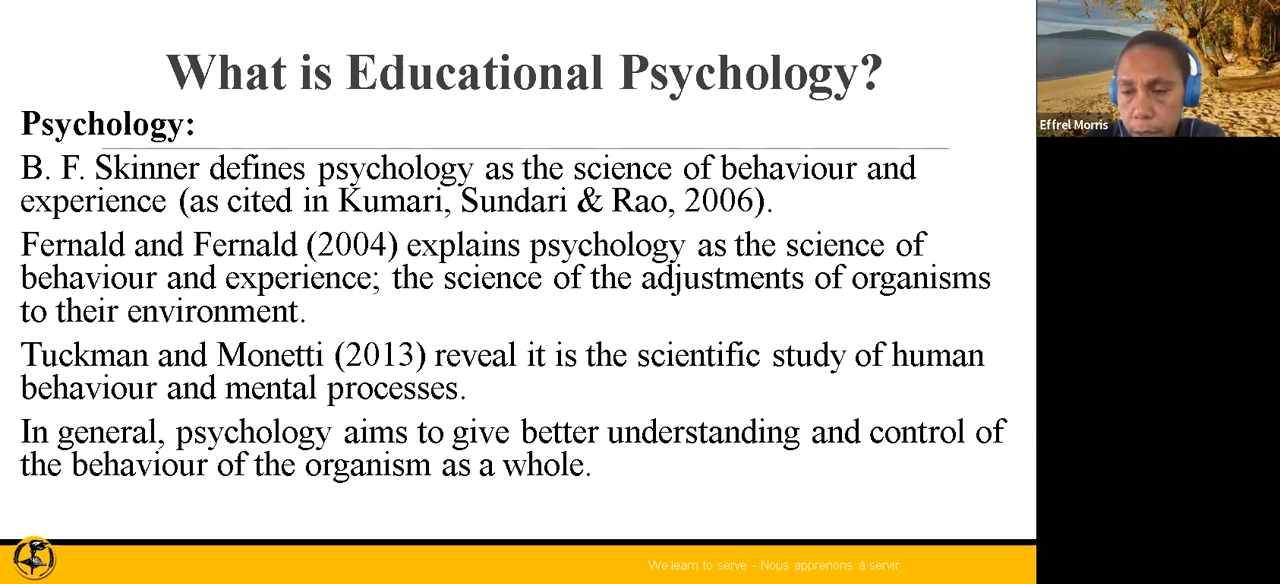 What is Educational Psychology?
Psychology:
B. F. Skinner defines psychology as the science of behaviour and
experience (as cited in Kumari, Sundari & Rao, 2006).
Fernald and Fernald (2004) explains psychology as the science of
behaviour and experience; the science of the adjustments of organisms
to their environment.
Tuckman and Monetti (2013) reveal it is the scientific study of human
behaviour and mental processes.
In general, psychology aims to give better understanding and control of
the behaviour of the organism as a whole.
We learn to serve - Nous apprenons à servir
Effrel Morris